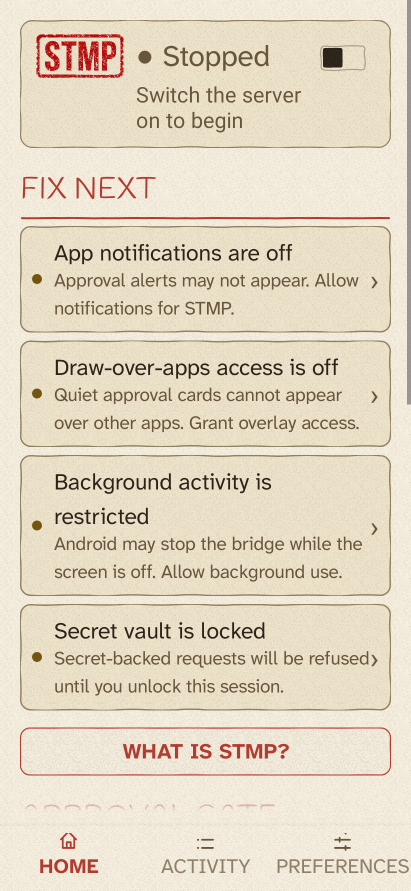 STMP
Stopped
Switch the server
on to begin
FIX NEXT
App notifications are off
Approval alerts may not appear. Allow
notifications for STMP.
Draw-over-apps access is off
Quiet approval cards cannot appear
over other apps. Grant overlay access.
Background activity is
restricted
Android may stop the bridge while the
screen is off. Allow background use.
Secret vault is locked
Secret-backed requests will be refused
until you unlock this session.
WHAT IS STMP?
APPROVAL GATE
HOME
ACTIVITY
PREFERENCES